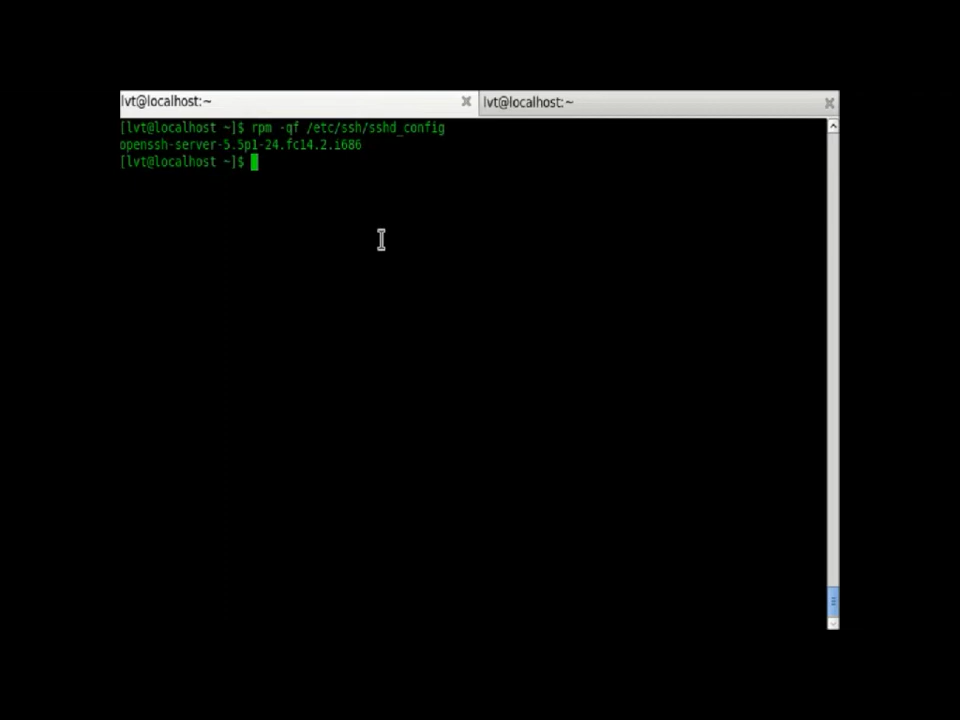 lvt@localhost:~ lvt@localhost:~
[lvt@localhost ~]$ rpm -qf /etc/ssh/sshd_config
openssh-server-5.5p1-24.fc14.2.i686
[lvt@localhost ~]$